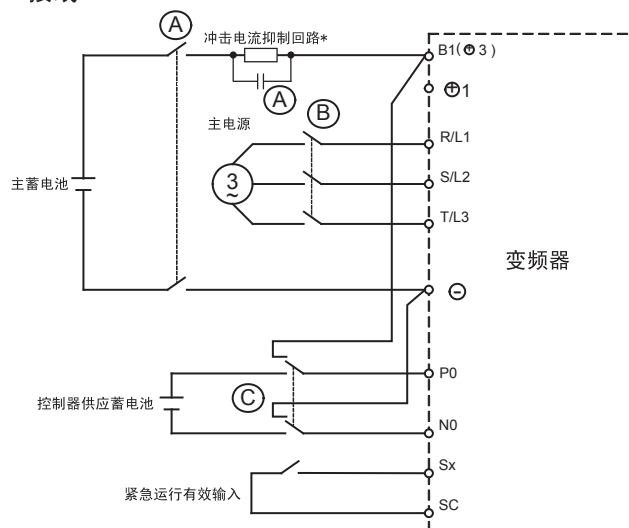 A
冲击电流抑制回路*
B1(⊕3)
A
⊕1
B
主电源
R/L1
3
~
S/L2
主蓄电池
T/L3
变频器
⊖
P0
C
控制器供应蓄电池
N0
Sx
紧急运行有效输入
SC